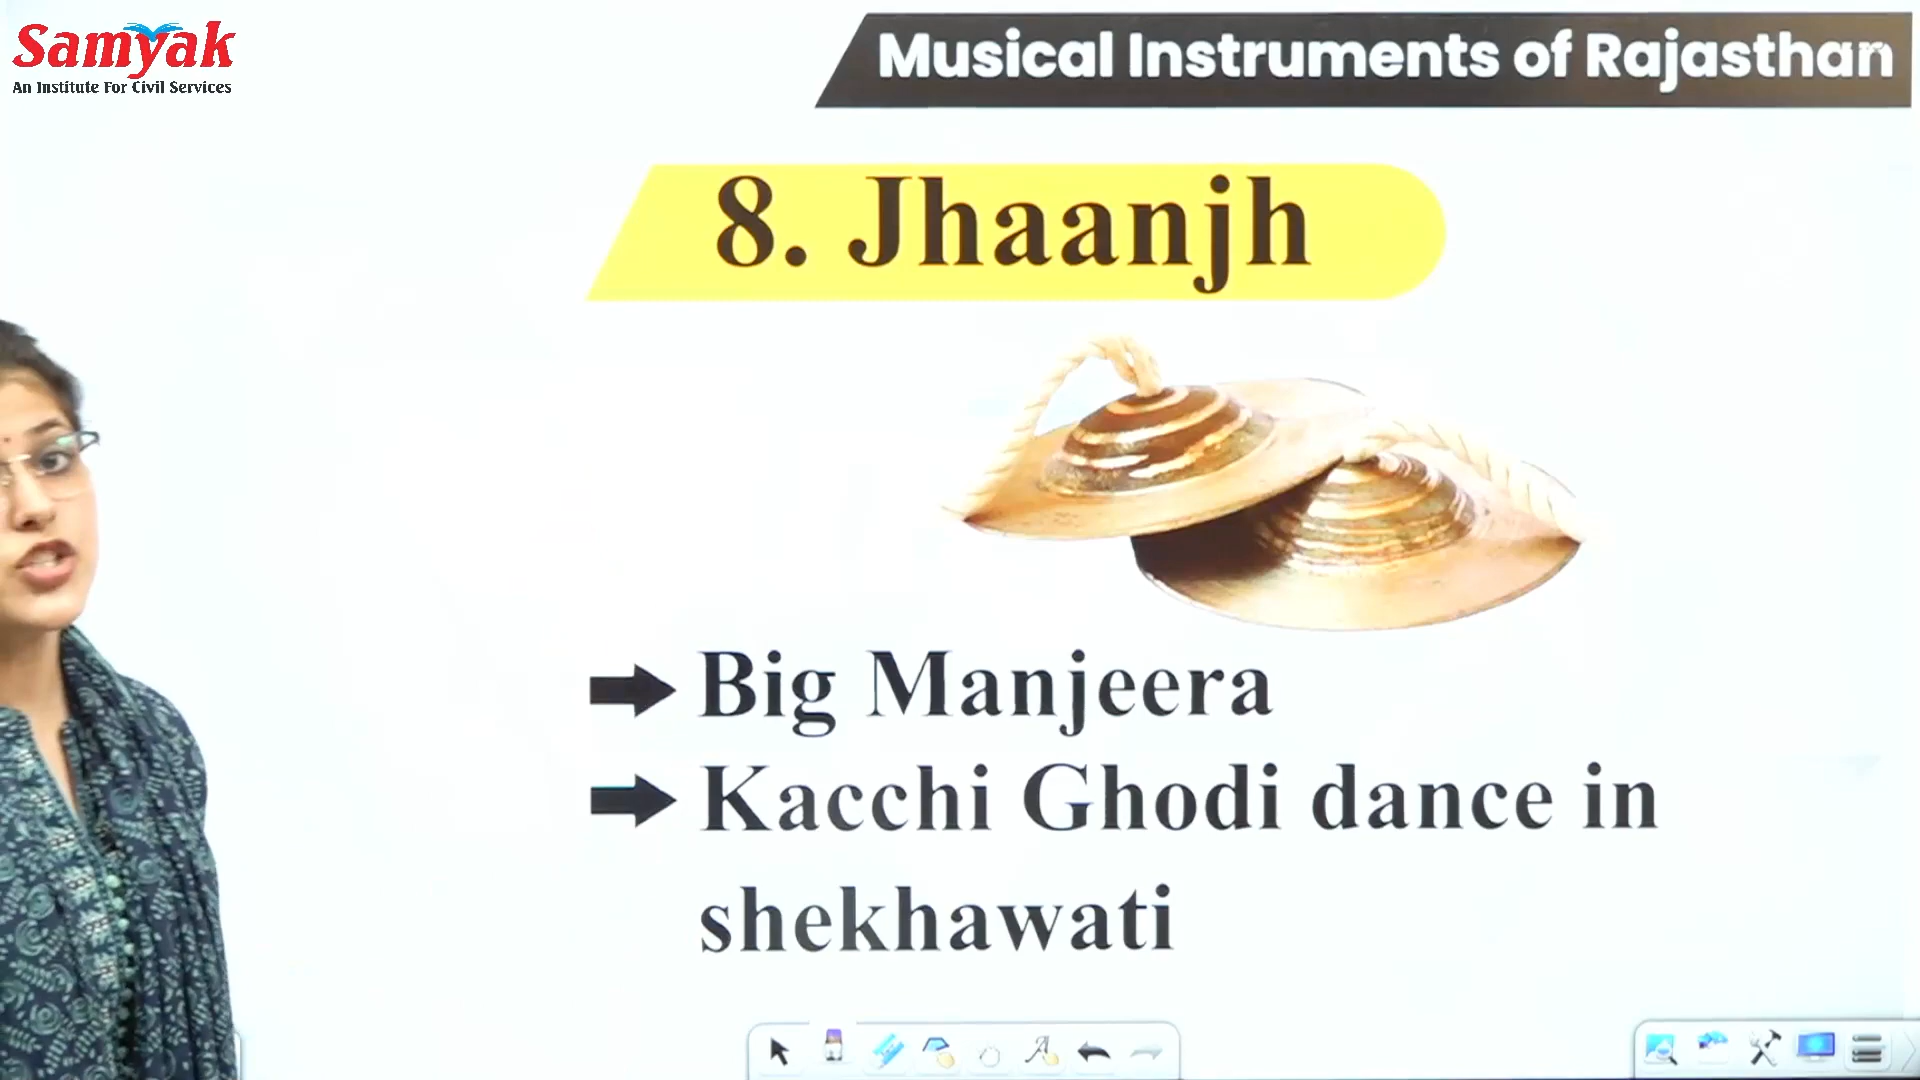 Samyak
An Institute For Civil Services
Musical Instruments of Rajasthan
8. Jhaanjh
Big Manjeera
Kacchi Ghodi dance in
shekhawati